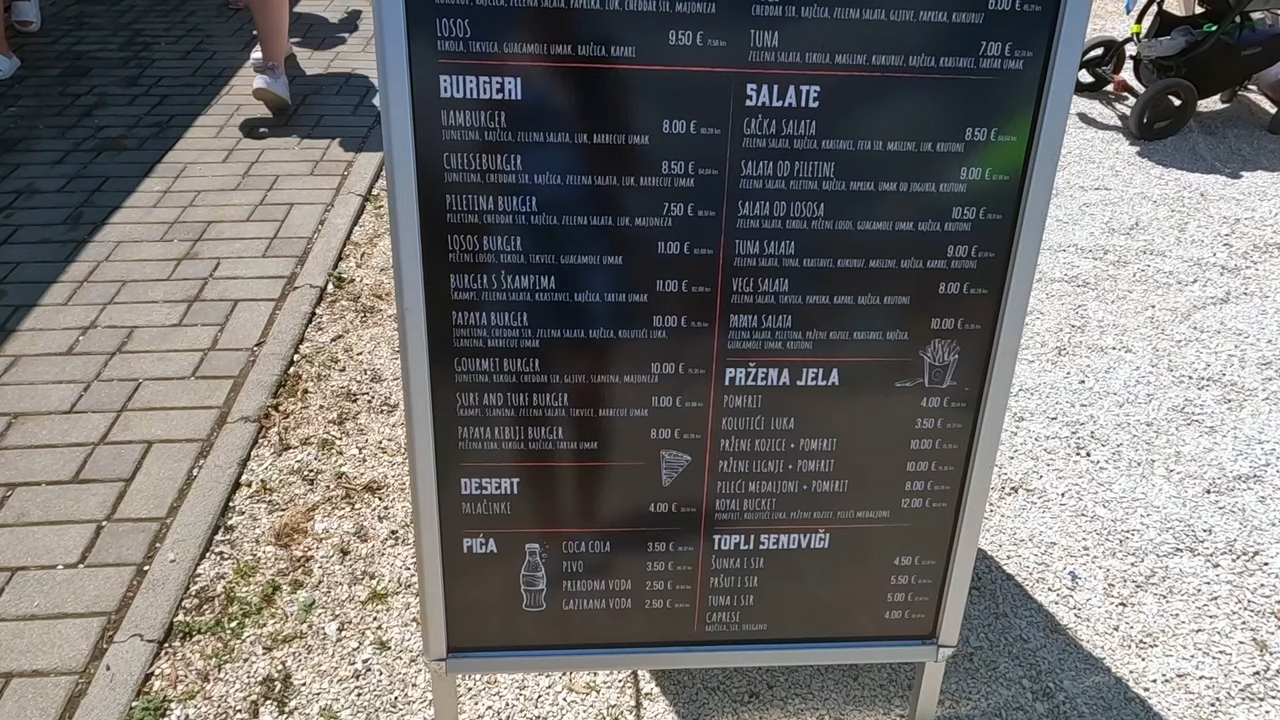 KUKURUZ, RAJČICA, ZELENA SALATA, PAPRIKA, LUK, CHEDDAR SIR, MAJONEZA
LOSOS 9.50 €
RIKOLA, TIKVICA, GUACAMOLE UMAK, RAJČICA, KAPARI
8.00 €
CHEDDAR SIR, RAJČICA, ZELENA SALATA, GLJIVE, PAPRIKA, KUKURUZ
TUNA 7.00 €
ZELENA SALATA, RIKOLA, MASLINE, KUKURUZ, RAJČICA, KRASTAVCI, TARTAR UMAK
BURGERI
HAMBURGER 8.00 €
JUNETINA, RAJČICA, ZELENA SALATA, LUK, BARBECUE UMAK
CHEESEBURGER 8.50 €
JUNETINA, CHEDDAR SIR, RAJČICA, ZELENA SALATA, LUK, BARBECUE UMAK
PILETINA BURGER 7.50 €
PILETINA, CHEDDAR SIR, RAJČICA, ZELENA SALATA, LUK, MAJONEZA
LOSOS BURGER 11.00 €
PEČENI LOSOS, RIKOLA, TIKVICE, GUACAMOLE UMAK
BURGER S ŠKAMPIMA 11.00 €
ŠKAMPI, ZELENA SALATA, KRASTAVCI, RAJČICA, TARTAR UMAK
PAPAYA BURGER 10.00 €
JUNETINA, CHEDDAR SIR, ZELENA SALATA, RAJČICA, KOLUTIĆI LUKA,
SLANINA, BARBECUE UMAK
GOURMET BURGER 10.00 €
JUNETINA, RIKOLA, CHEDDAR SIR, GLJIVE, SLANINA, MAJONEZA
SURF AND TURF BURGER 11.00 €
ŠKAMPI, SLANINA, ZELENA SALATA, TIKVICE, BARBECUE UMAK
PAPAYA RIBLJI BURGER 8.00 €
PEČENA RIBA, RIKOLA, RAJČICA, TARTAR UMAK
DESERT
PALAČINKE 4.00 €
PIĆA
COCA COLA 3.50 €
PIVO 3.50 €
PRIRODNA VODA 2.50 €
GAZIRANA VODA 2.50 €
SALATE
GRČKA SALATA 8.50 €
ZELENA SALATA, RAJČICA, KRASTAVCI, FETA SIR, MASLINE, LUK, KRUTONI
SALATA OD PILETINE 9.00 €
ZELENA SALATA, PILETINA, RAJČICA, PAPRIKA, UMAK OD JOGURTA, KRUTONI
SALATA OD LOSOSA 10.50 €
ZELENA SALATA, RIKOLA, PEČENI LOSOS, GUACAMOLE UMAK, RAJČICA, KRUTONI
TUNA SALATA 9.00 €
ZELENA SALATA, TUNA, KRASTAVCI, KUKURUZ, MASLINE, RAJČICA, KAPARI, KRUTONI
VEGE SALATA 8.00 €
ZELENA SALATA, TIKVICA, PAPRIKA, KAPARI, RAJČICA, KRUTONI
PAPAYA SALATA 10.00 €
ZELENA SALATA, PILETINA, PRŽENE KOZICE, KRASTAVCI, RAJČICA,
GUACAMOLE UMAK, KRUTONI
PRŽENA JELA
POMFRIT 4.00 €
KOLUTIĆI LUKA 3.50 €
PRŽENE KOZICE + POMFRIT 10.00 €
PRŽENE LIGNJE + POMFRIT 10.00 €
PILEĆI MEDALJONI + POMFRIT 8.00 €
ROYAL BUCKET 12.00 €
POMFRIT, KOLUTIĆI LUKA, PRŽENE KOZICE, PILEĆI MEDALJONI
TOPLI SENDVIČI
ŠUNKA I SIR 4.50 €
PRŠUT I SIR 5.50 €
TUNA I SIR 5.00 €
CAPRESE 4.00 €
RAJČICA, SIR, ORIGANO